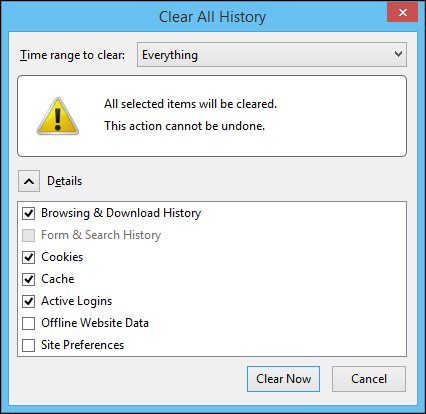 Clear All History
Time range to clear: Everything
All selected items will be cleared.
This action cannot be undone.
Details
Browsing & Download History
Form & Search History
Cookies
Cache
Active Logins
Offline Website Data
Site Preferences
Clear Now Cancel